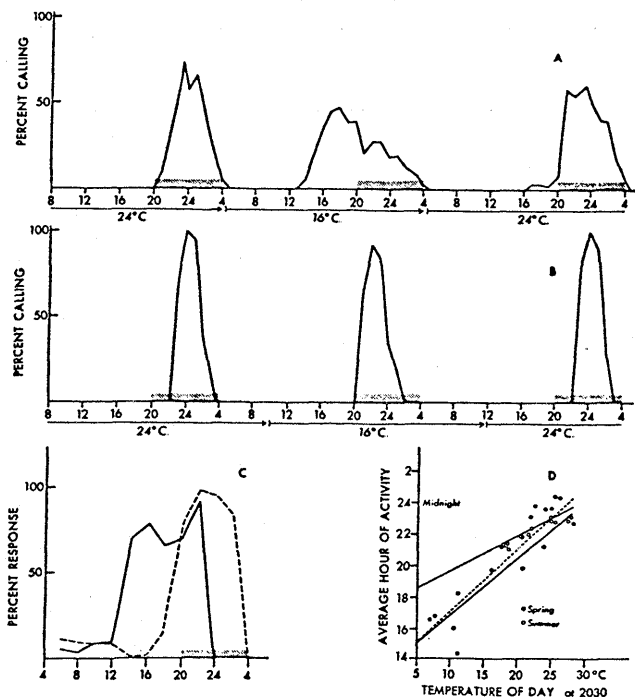 PERCENT CALLING
100
50
A
8 12 16 20 24 4 8 12 16 20 24 4 8 12 16 20 24 4
24°C. 16°C 24°C.
PERCENT CALLING
100
50
B
8 12 16 20 24 4 8 12 16 20 24 4 8 12 16 20 24 4
24°C. 16°C. 24°C.
PERCENT RESPONSE
100
50
C
4 8 12 16 20 24 4
AVERAGE HOUR OF ACTIVITY
D
2
Midnight
24
22
20
18
16
14
Spring
Summer
5 10 15 20 25 30°C
TEMPERATURE OF DAY or 2030